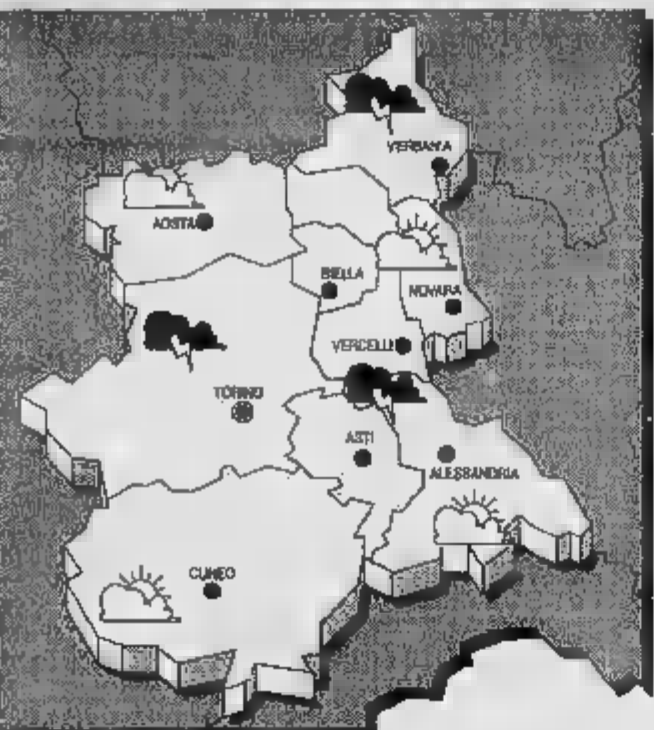 VERBANIA
AOSTA
BIELLA
NOVARA
VERCELLI
TORINO
ASTI
ALESSANDRIA
CUNEO